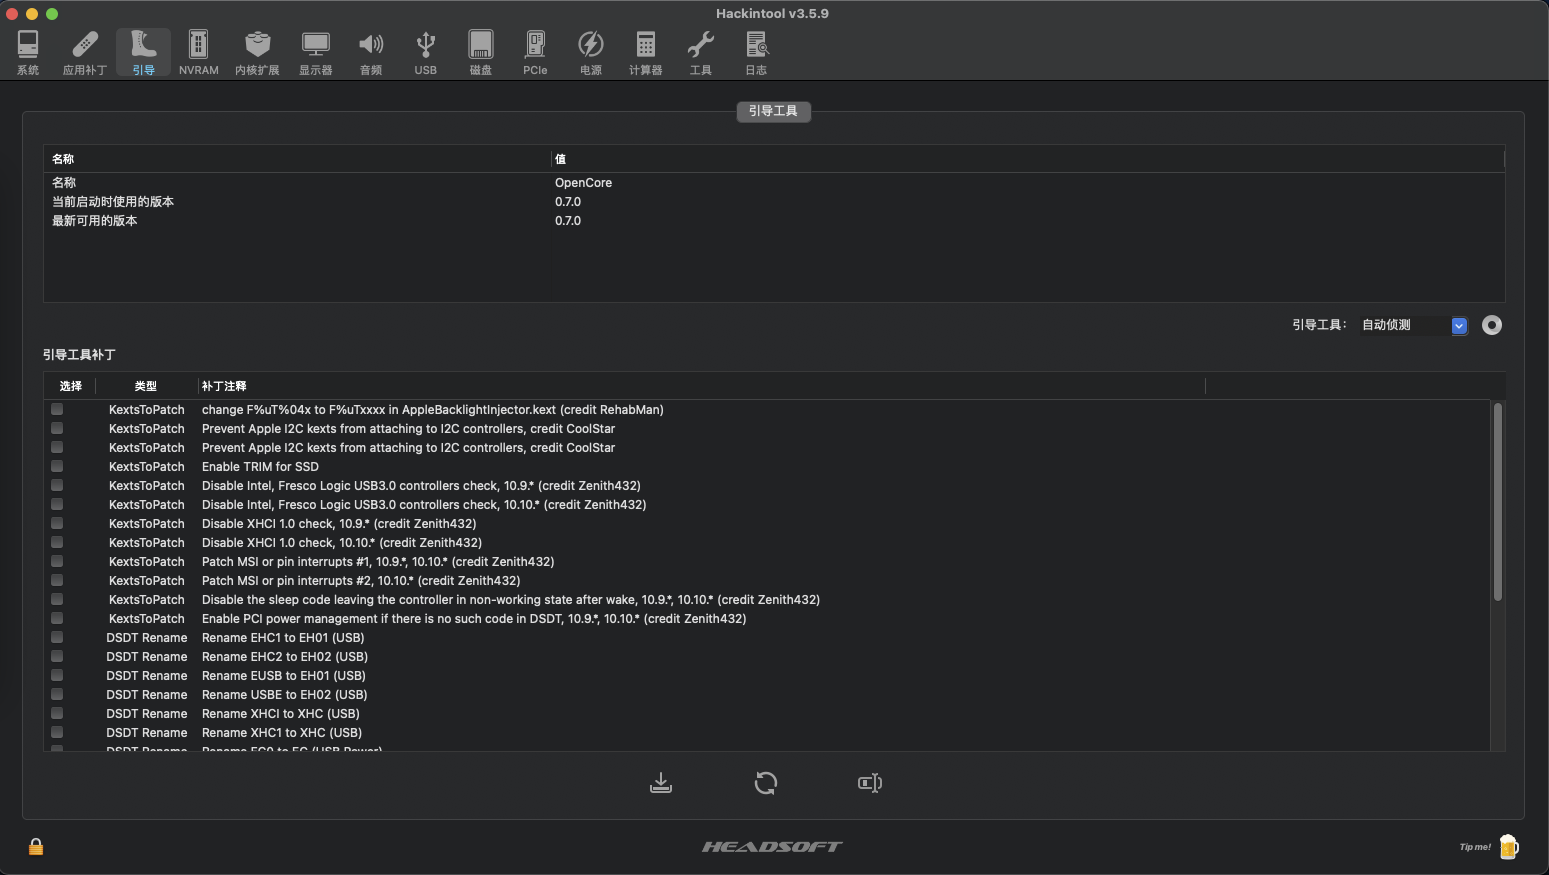 Hackintool v3.5.9
系统 应用补丁 引导 NVRAM 内核扩展 显示器 音频 USB 磁盘 PCIe 电源 计算器 工具 日志
引导工具
名称 值
名称 OpenCore
当前启动时使用的版本 0.7.0
最新可用的版本 0.7.0
引导工具： 自动侦测
引导工具补丁
选择 类型 补丁注释
KextsToPatch change F%uT%04x to F%uTxxxx in AppleBacklightInjector.kext (credit RehabMan)
KextsToPatch Prevent Apple I2C kexts from attaching to I2C controllers, credit CoolStar
KextsToPatch Prevent Apple I2C kexts from attaching to I2C controllers, credit CoolStar
KextsToPatch Enable TRIM for SSD
KextsToPatch Disable Intel, Fresco Logic USB3.0 controllers check, 10.9.* (credit Zenith432)
KextsToPatch Disable Intel, Fresco Logic USB3.0 controllers check, 10.10.* (credit Zenith432)
KextsToPatch Disable XHCI 1.0 check, 10.9.* (credit Zenith432)
KextsToPatch Disable XHCI 1.0 check, 10.10.* (credit Zenith432)
KextsToPatch Patch MSI or pin interrupts #1, 10.9.*, 10.10.* (credit Zenith432)
KextsToPatch Patch MSI or pin interrupts #2, 10.10.* (credit Zenith432)
KextsToPatch Disable the sleep code leaving the controller in non-working state after wake, 10.9.*, 10.10.* (credit Zenith432)
KextsToPatch Enable PCI power management if there is no such code in DSDT, 10.9.*, 10.10.* (credit Zenith432)
DSDT Rename Rename EHC1 to EH01 (USB)
DSDT Rename Rename EHC2 to EH02 (USB)
DSDT Rename Rename EUSB to EH01 (USB)
DSDT Rename Rename USBE to EH02 (USB)
DSDT Rename Rename XHCI to XHC (USB)
DSDT Rename Rename XHC1 to XHC (USB)
DSDT Rename Rename EC0 to EC (USB Power)
HEADSOFT
Tip me!